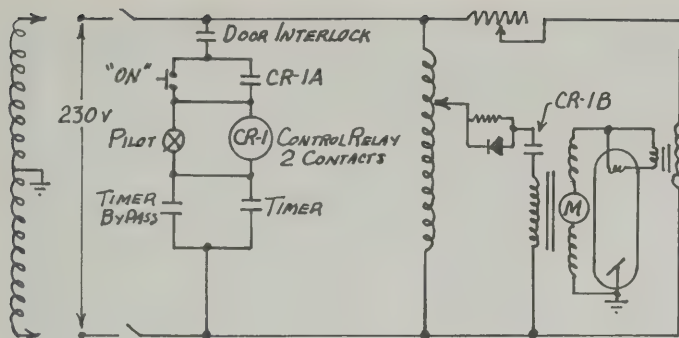 DOOR INTERLOCK
"ON"
CR-1A
230 V
CR-1B
PILOT
CR-1
CONTROL RELAY
2 CONTACTS
M
TIMER
BYPASS
TIMER